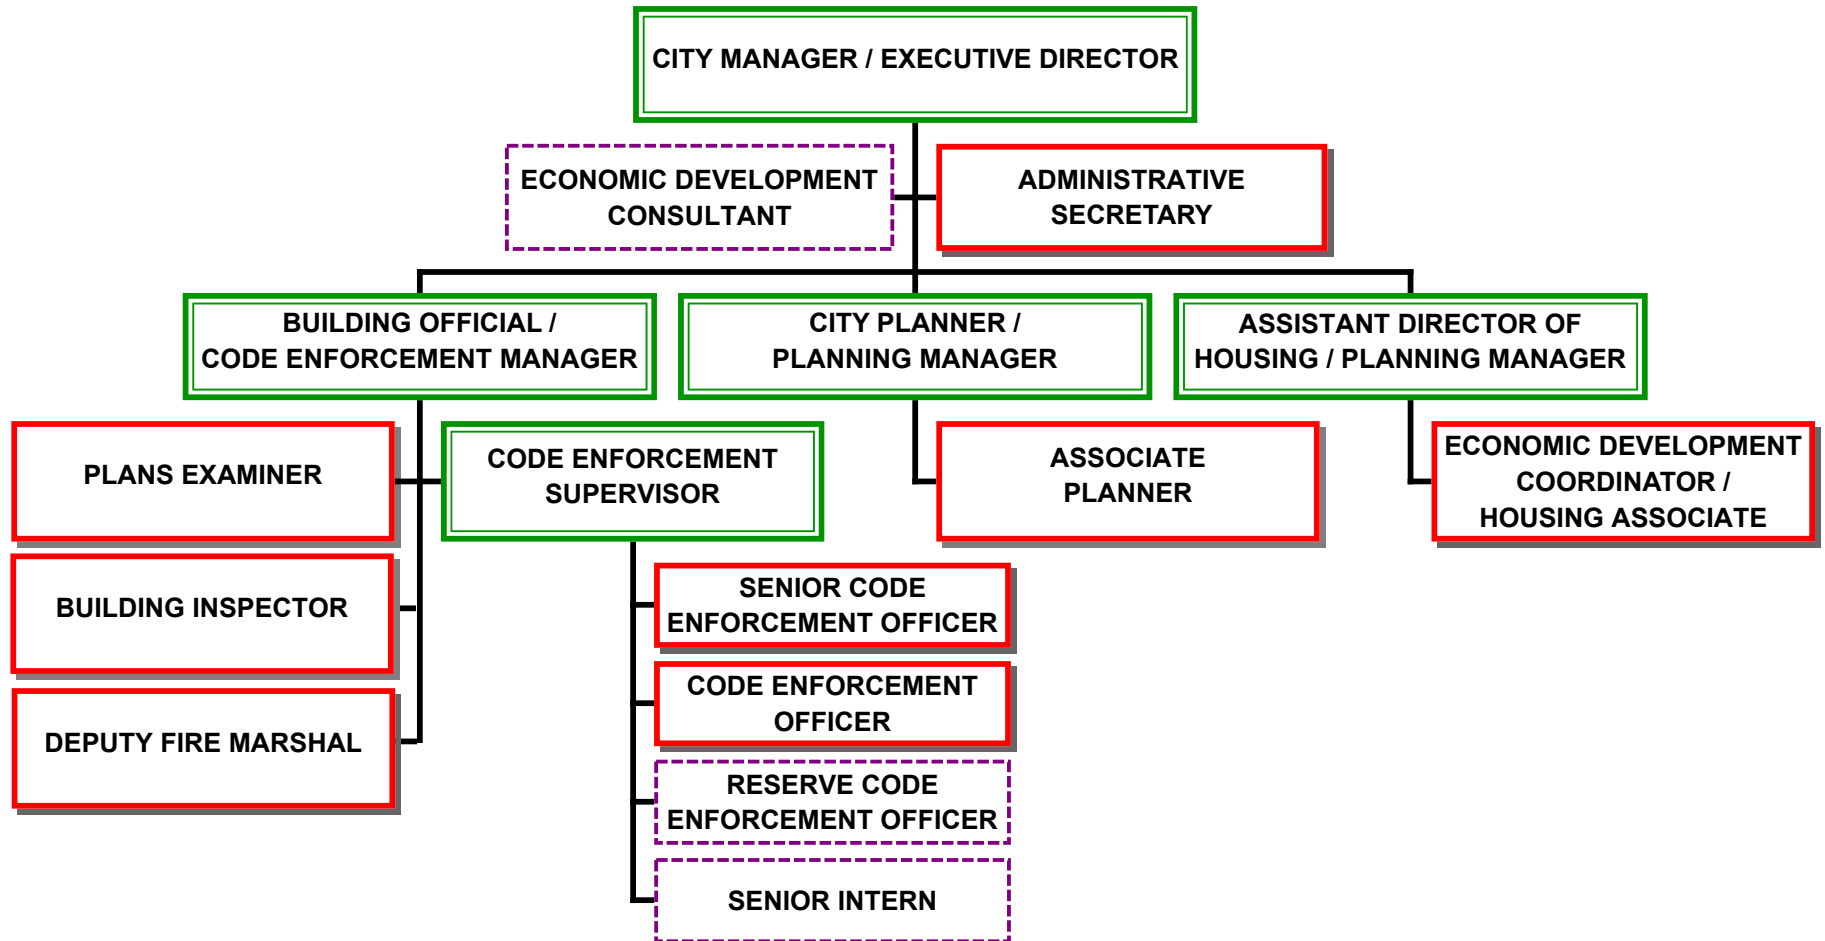 CITY MANAGER / EXECUTIVE DIRECTOR
ECONOMIC DEVELOPMENT
CONSULTANT
ADMINISTRATIVE
SECRETARY
BUILDING OFFICIAL /
CODE ENFORCEMENT MANAGER
CITY PLANNER /
PLANNING MANAGER
ASSISTANT DIRECTOR OF
HOUSING / PLANNING MANAGER
PLANS EXAMINER
CODE ENFORCEMENT
SUPERVISOR
ASSOCIATE
PLANNER
ECONOMIC DEVELOPMENT
COORDINATOR /
HOUSING ASSOCIATE
BUILDING INSPECTOR
DEPUTY FIRE MARSHAL
SENIOR CODE
ENFORCEMENT OFFICER
CODE ENFORCEMENT
OFFICER
RESERVE CODE
ENFORCEMENT OFFICER
SENIOR INTERN